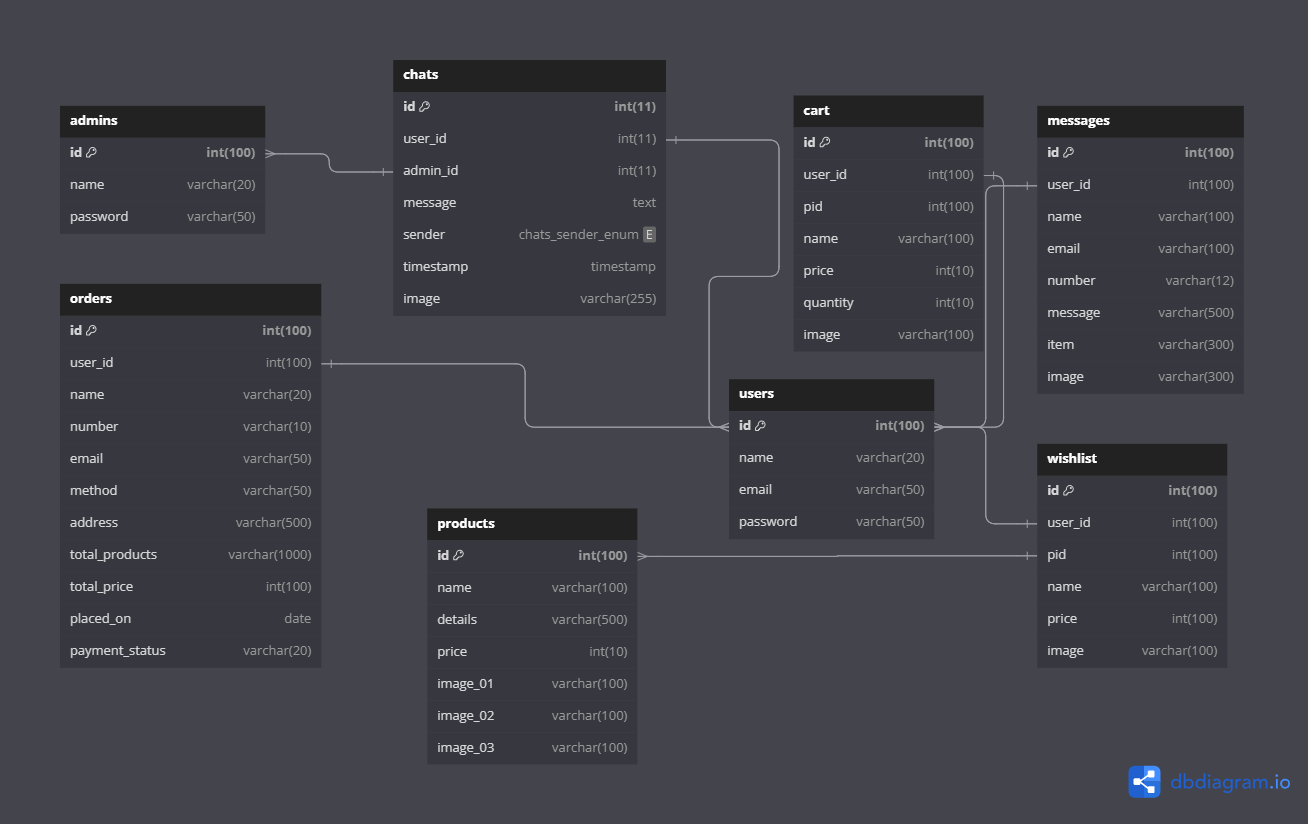 admins
id int(100)
name varchar(20)
password varchar(50)
chats
id int(11)
user_id int(11)
admin_id int(11)
message text
sender chats_sender_enum E
timestamp timestamp
image varchar(255)
cart
id int(100)
user_id int(100)
pid int(100)
name varchar(100)
price int(10)
quantity int(10)
image varchar(100)
messages
id int(100)
user_id int(100)
name varchar(100)
email varchar(100)
number varchar(12)
message varchar(500)
item varchar(300)
image varchar(300)
orders
id int(100)
user_id int(100)
name varchar(20)
number varchar(10)
email varchar(50)
method varchar(50)
address varchar(500)
total_products varchar(1000)
total_price int(100)
placed_on date
payment_status varchar(20)
users
id int(100)
name varchar(20)
email varchar(50)
password varchar(50)
products
id int(100)
name varchar(100)
details varchar(500)
price int(10)
image_01 varchar(100)
image_02 varchar(100)
image_03 varchar(100)
wishlist
id int(100)
user_id int(100)
pid int(100)
name varchar(100)
price int(100)
image varchar(100)
dbdiagram.io